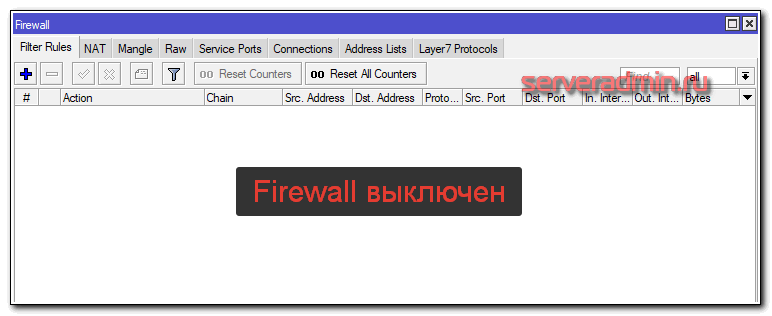 Firewall
Filter Rules NAT Mangle Raw Service Ports Connections Address Lists Layer7 Protocols
00 Reset Counters 00 Reset All Counters Find all
serveradmin.ru
# Action Chain Src. Address Dst. Address Proto... Src. Port Dst. Port In. Inter... Out. Int... Bytes
Firewall выключен